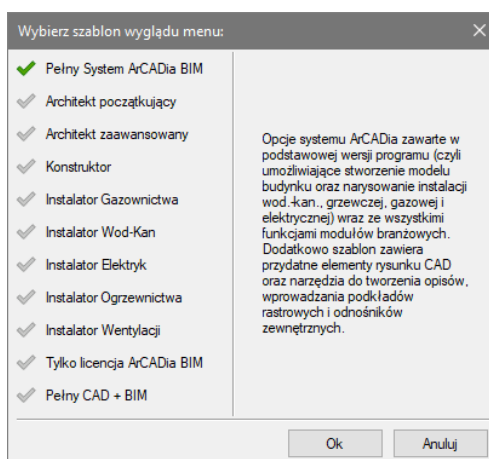 Wybierz szablon wyglądu menu:
Pełny System ArCADia BIM
Architekt początkujący
Architekt zaawansowany
Konstruktor
Instalator Gazownictwa
Instalator Wod-Kan
Instalator Elektryk
Instalator Ogrzewnictwa
Instalator Wentylacji
Tylko licencja ArCADia BIM
Pełny CAD + BIM
Opcje systemu ArCADia zawarte w
podstawowej wersji programu (czyli
umożliwiające stworzenie modelu
budynku oraz narysowanie instalacji
wod.-kan., grzewczej, gazowej i
elektrycznej) wraz ze wszystkimi
funkcjami modułów branżowych.
Dodatkowo szablon zawiera
przydatne elementy rysunku CAD
oraz narzędzia do tworzenia opisów,
wprowadzania podkładów
rastrowych i odnośników
zewnętrznych.
Ok
Anuluj